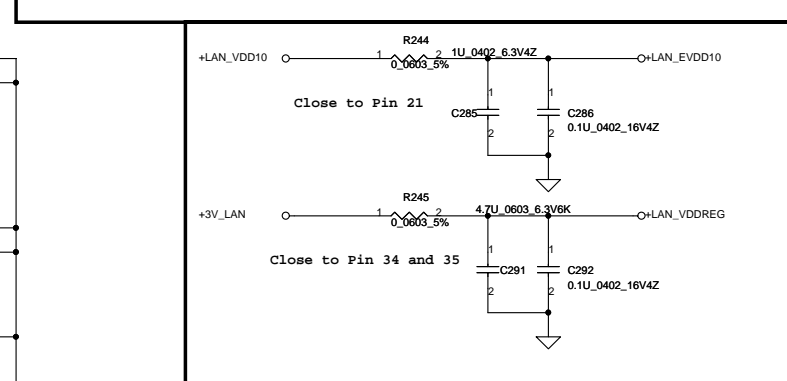 R244
+LAN_VDD10 1 2 1U_0402_6.3V4Z +LAN_EVDD10
0_0603_5%
1 1
Close to Pin 21
C285 C286
0.1U_0402_16V4Z
2 2
R245
+3V_LAN 1 2 4.7U_0603_6.3V6K +LAN_VDDREG
0_0603_5%
1 1
Close to Pin 34 and 35
C291 C292
0.1U_0402_16V4Z
2 2